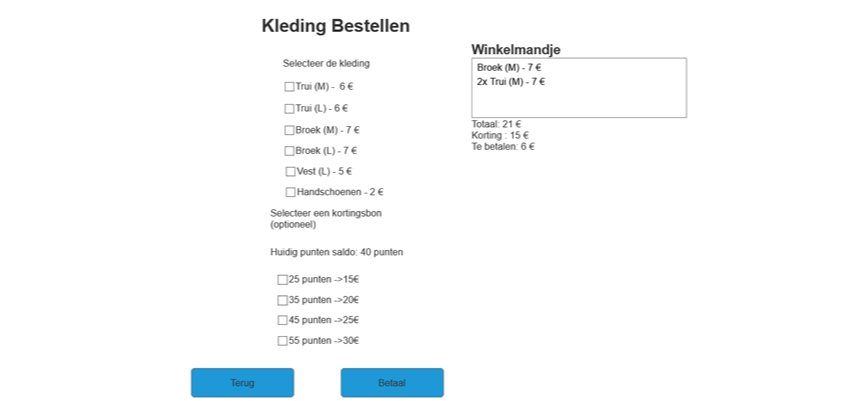 Kleding Bestellen
Selecteer de kleding
Trui (M) - 6 €
Trui (L) - 6 €
Broek (M) - 7 €
Broek (L) - 7 €
Vest (L) - 5 €
Handschoenen - 2 €
Selecteer een kortingsbon
(optioneel)
Huidig punten saldo: 40 punten
25 punten ->15€
35 punten ->20€
45 punten ->25€
55 punten ->30€
Terug
Betaal
Winkelmandje
Broek (M) - 7 €
2x Trui (M) - 7 €
Totaal: 21 €
Korting : 15 €
Te betalen: 6 €